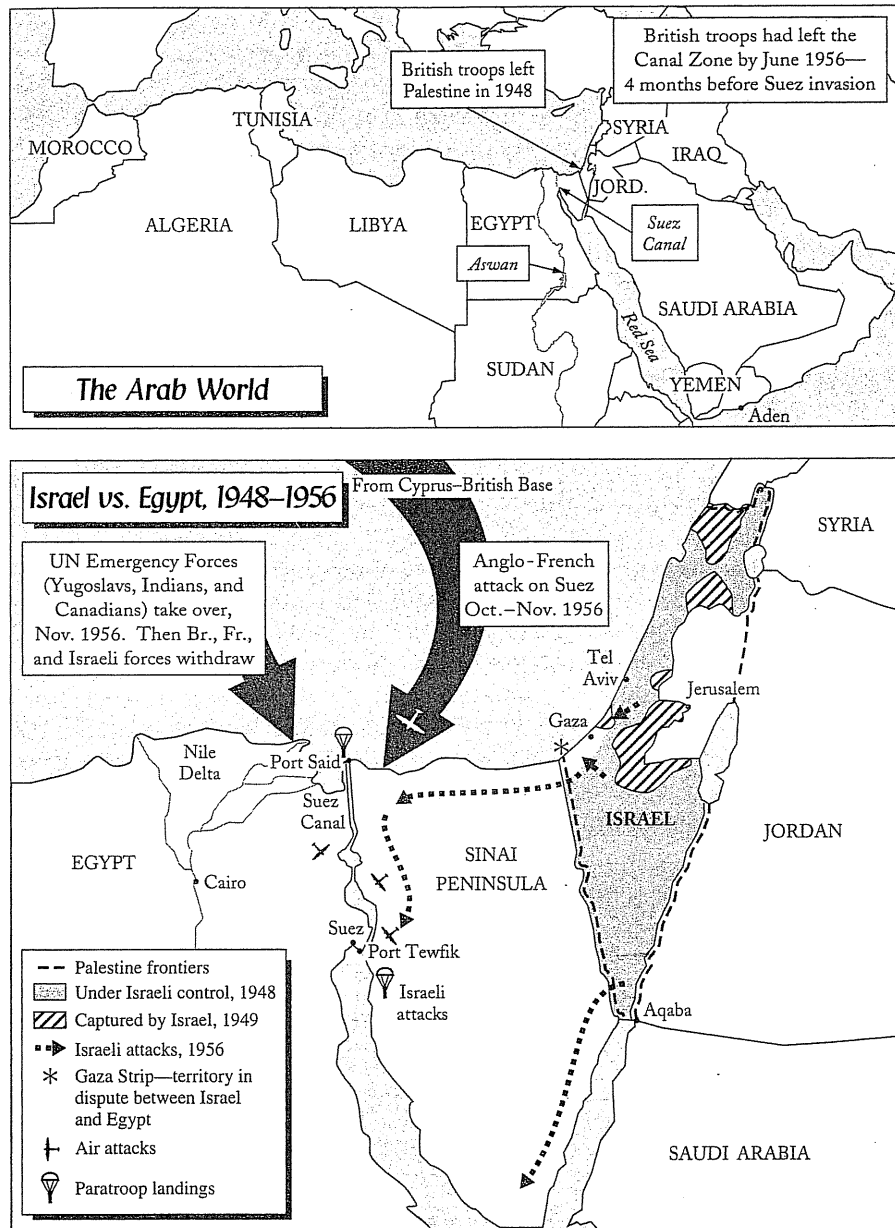 British troops left
Palestine in 1948
British troops had left the
Canal Zone by June 1956—
4 months before Suez invasion
TUNISIA
MOROCCO
SYRIA
IRAQ
JORD.
ALGERIA
LIBYA
EGYPT
Suez
Canal
Aswan
SAUDI ARABIA
Red Sea
SUDAN
YEMEN
Aden
The Arab World
Israel vs. Egypt, 1948–1956
From Cyprus–British Base
UN Emergency Forces
(Yugoslavs, Indians, and
Canadians) take over,
Nov. 1956. Then Br., Fr.,
and Israeli forces withdraw
Anglo-French
attack on Suez
Oct.–Nov. 1956
SYRIA
Tel
Aviv
Jerusalem
Gaza
Nile
Delta
Port Said
Suez
Canal
ISRAEL
EGYPT
SINAI
PENINSULA
JORDAN
Cairo
Suez
Port Tewfik
Israeli
attacks
Aqaba
SAUDI ARABIA
Palestine frontiers
Under Israeli control, 1948
Captured by Israel, 1949
Israeli attacks, 1956
Gaza Strip—territory in
dispute between Israel
and Egypt
Air attacks
Paratroop landings